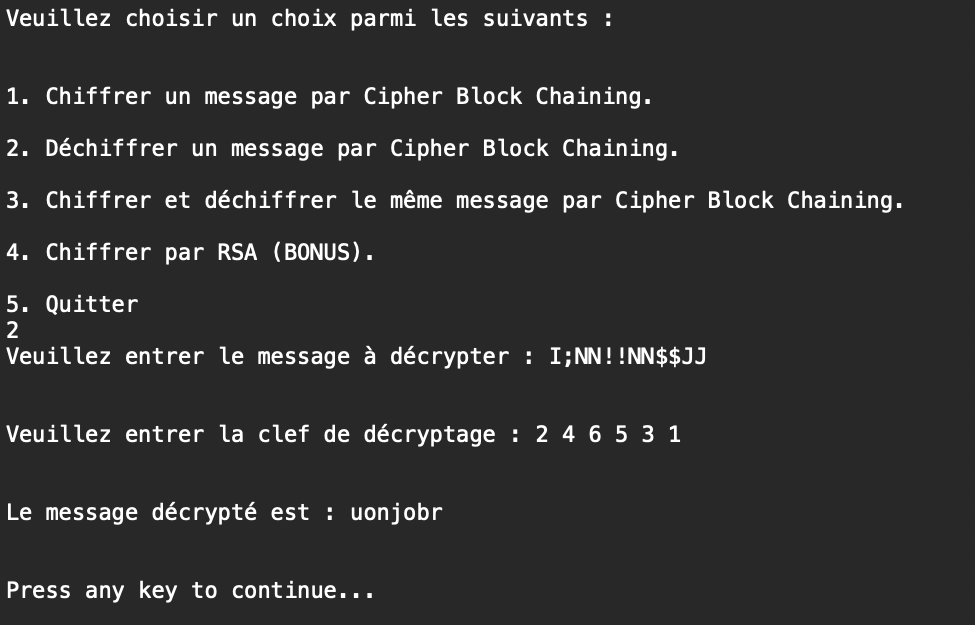 Veuillez choisir un choix parmi les suivants :
1. Chiffrer un message par Cipher Block Chaining.
2. Déchiffrer un message par Cipher Block Chaining.
3. Chiffrer et déchiffrer le même message par Cipher Block Chaining.
4. Chiffrer par RSA (BONUS).
5. Quitter
2
Veuillez entrer le message à décrypter : I;NN!!NN$$JJ
Veuillez entrer la clef de décryptage : 2 4 6 5 3 1
Le message décrypté est : uonjobr
Press any key to continue...